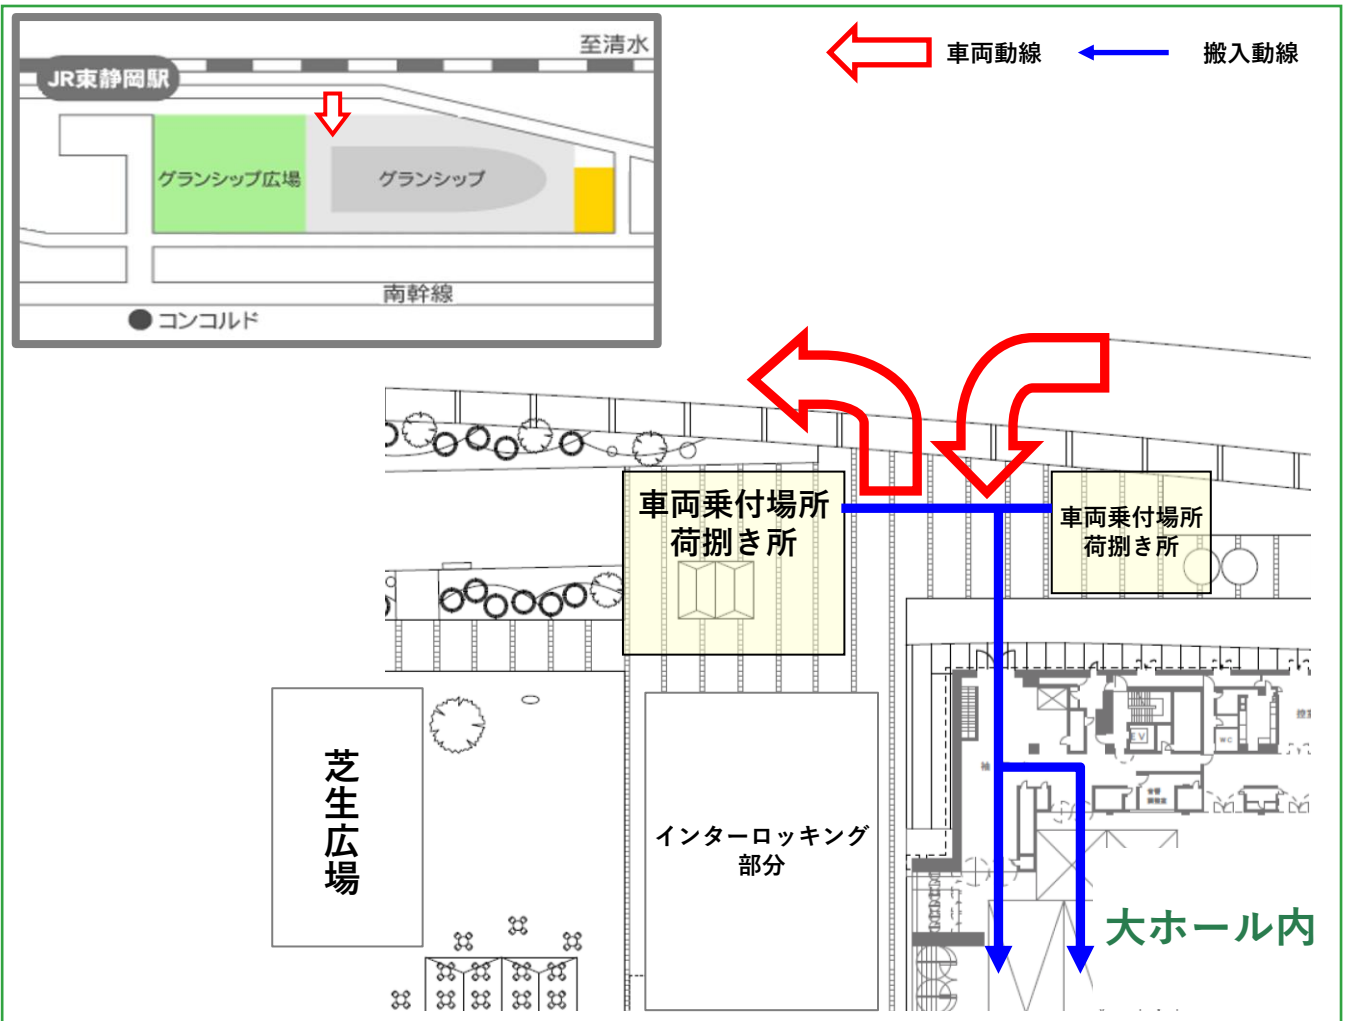 至清水
JR東静岡駅
グランシップ広場
グランシップ
南幹線
コンコルド
車両動線
搬入動線
車両乗付場所
荷捌き所
車両乗付場所
荷捌き所
芝生広場
インターロッキング
部分
EV
WC
袖
大ホール内